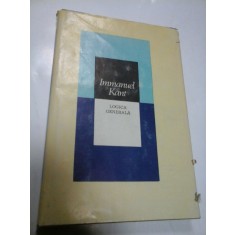 Immanuel
Kant
LOGICA
GENERALĂ